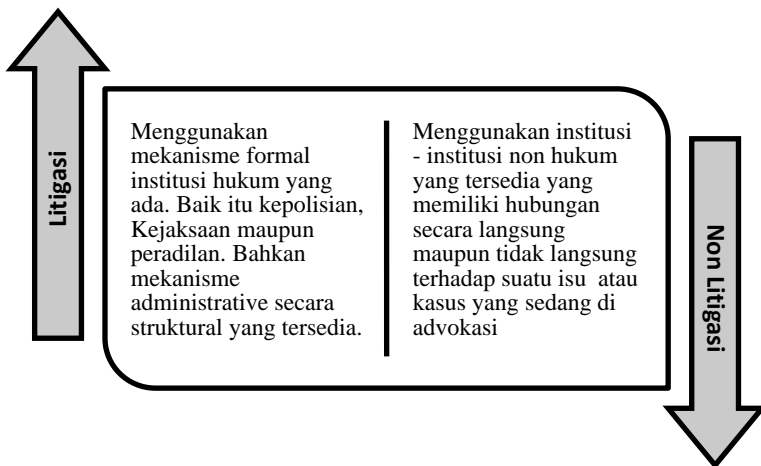 Litigasi
Menggunakan
mekanisme formal
institusi hukum yang
ada. Baik itu kepolisian,
Kejaksaan maupun
peradilan. Bahkan
mekanisme
administrative secara
struktural yang tersedia.
Menggunakan institusi
- institusi non hukum
yang tersedia yang
memiliki hubungan
secara langsung
maupun tidak langsung
terhadap suatu isu  atau
kasus yang sedang di
advokasi
Non Litigasi